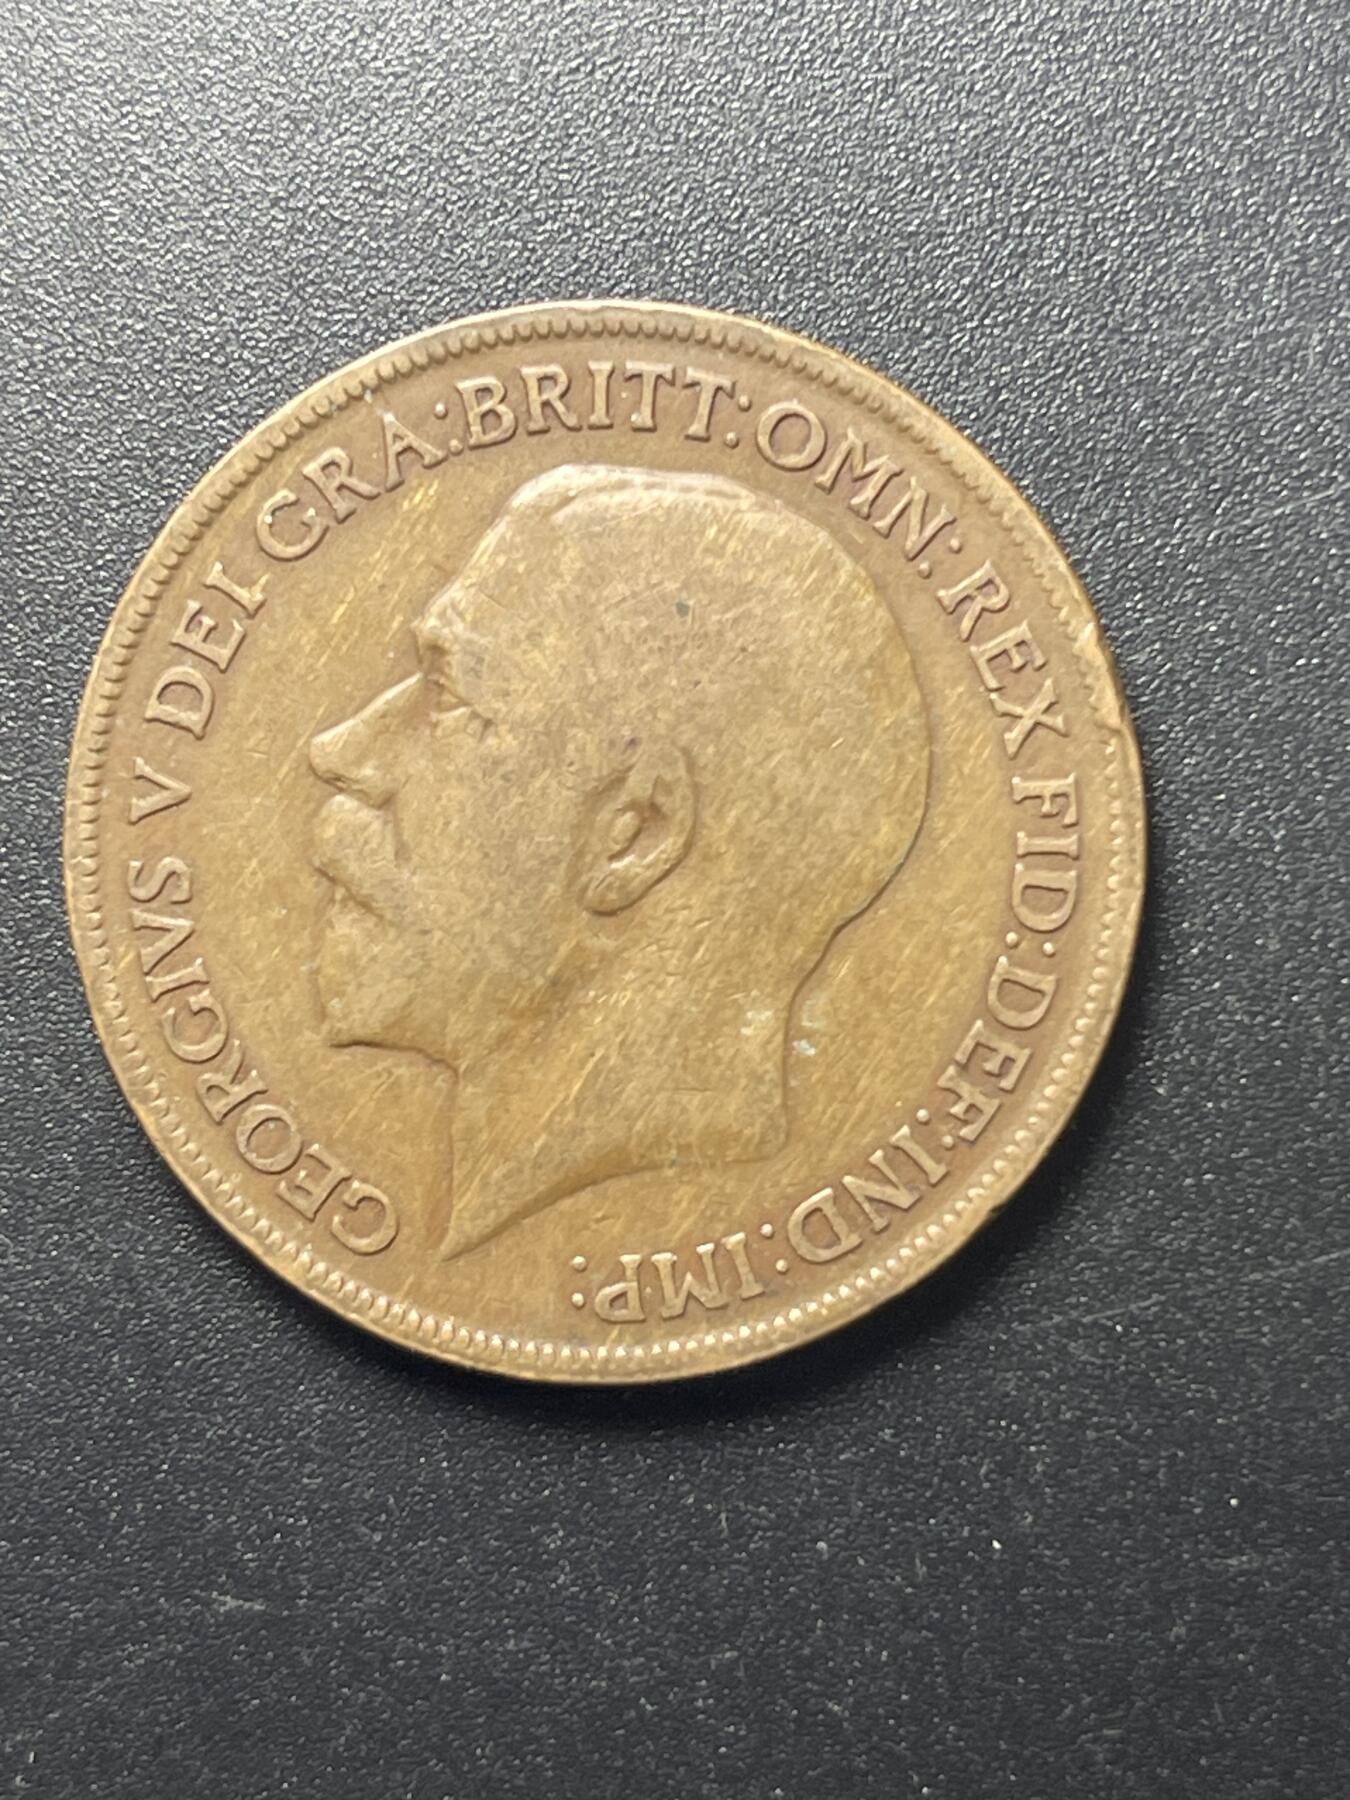 GEORGIVS V DEI GRA:BRITT:OMN:REX FID:DEF:IND:IMP: